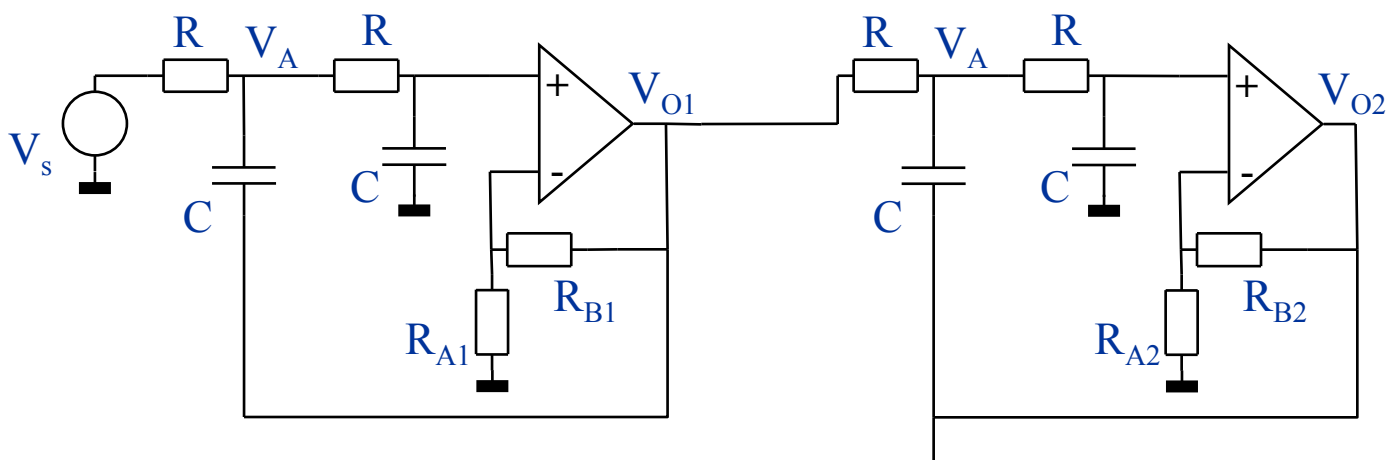 R V_A R R V_A R
+ V_O1 + V_O2
V_s
- -
C C C C
R_B1 R_B2
R_A1 R_A2